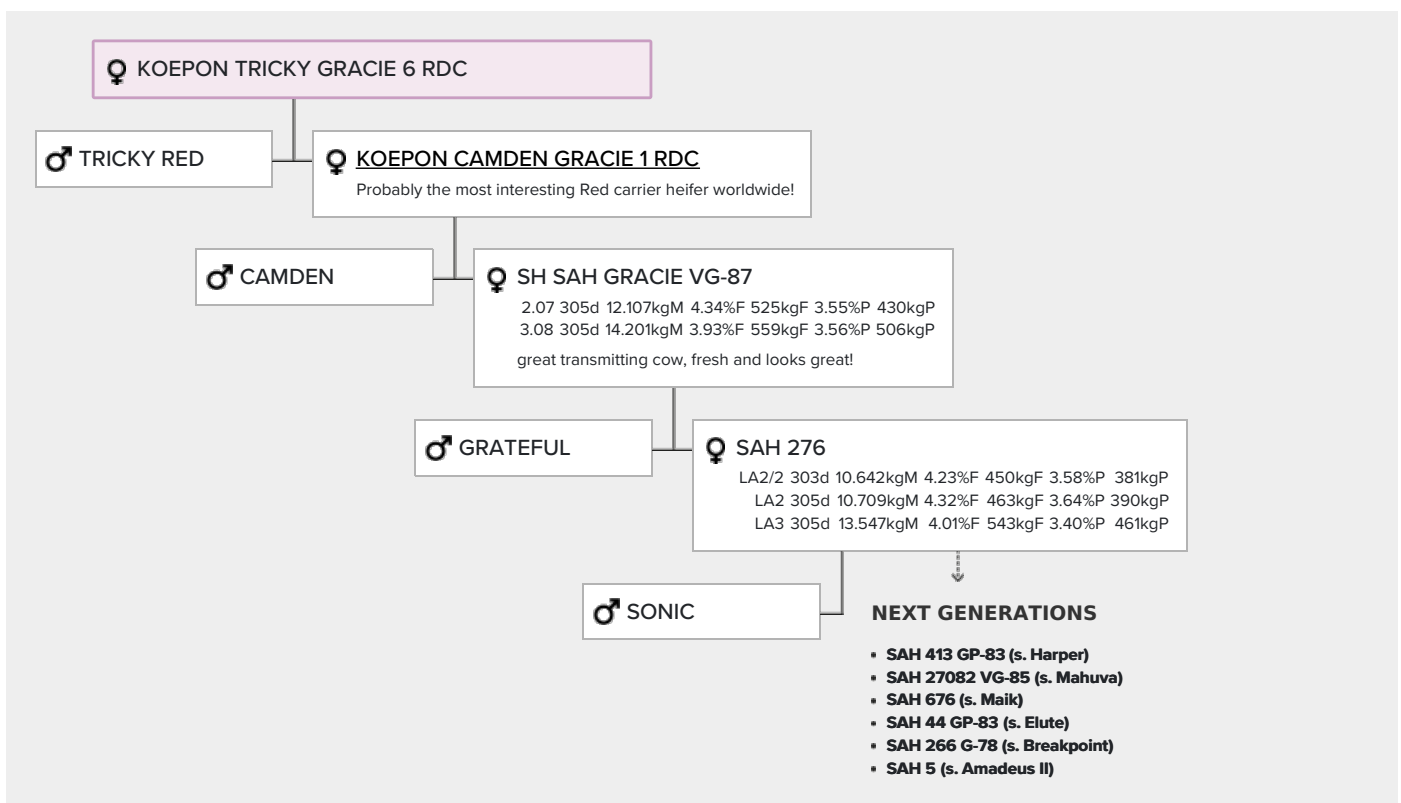 KOEPON TRICKY GRACIE 6 RDC
TRICKY RED
KOEPON CAMDEN GRACIE 1 RDC
Probably the most interesting Red carrier heifer worldwide!
CAMDEN
SH SAH GRACIE VG-87
2.07 305d 12.107kgM 4.34%F 525kgF 3.55%P 430kgP
3.08 305d 14.201kgM 3.93%F 559kgF 3.56%P 506kgP
great transmitting cow, fresh and looks great!
GRATEFUL
SAH 276
LA2/2 303d 10.642kgM 4.23%F 450kgF 3.58%P 381kgP
LA2 305d 10.709kgM 4.32%F 463kgF 3.64%P 390kgP
LA3 305d 13.547kgM 4.01%F 543kgF 3.40%P 461kgP
SONIC
NEXT GENERATIONS
SAH 413 GP-83 (s. Harper)
SAH 27082 VG-85 (s. Mahuva)
SAH 676 (s. Maik)
SAH 44 GP-83 (s. Elute)
SAH 266 G-78 (s. Breakpoint)
SAH 5 (s. Amadeus II)